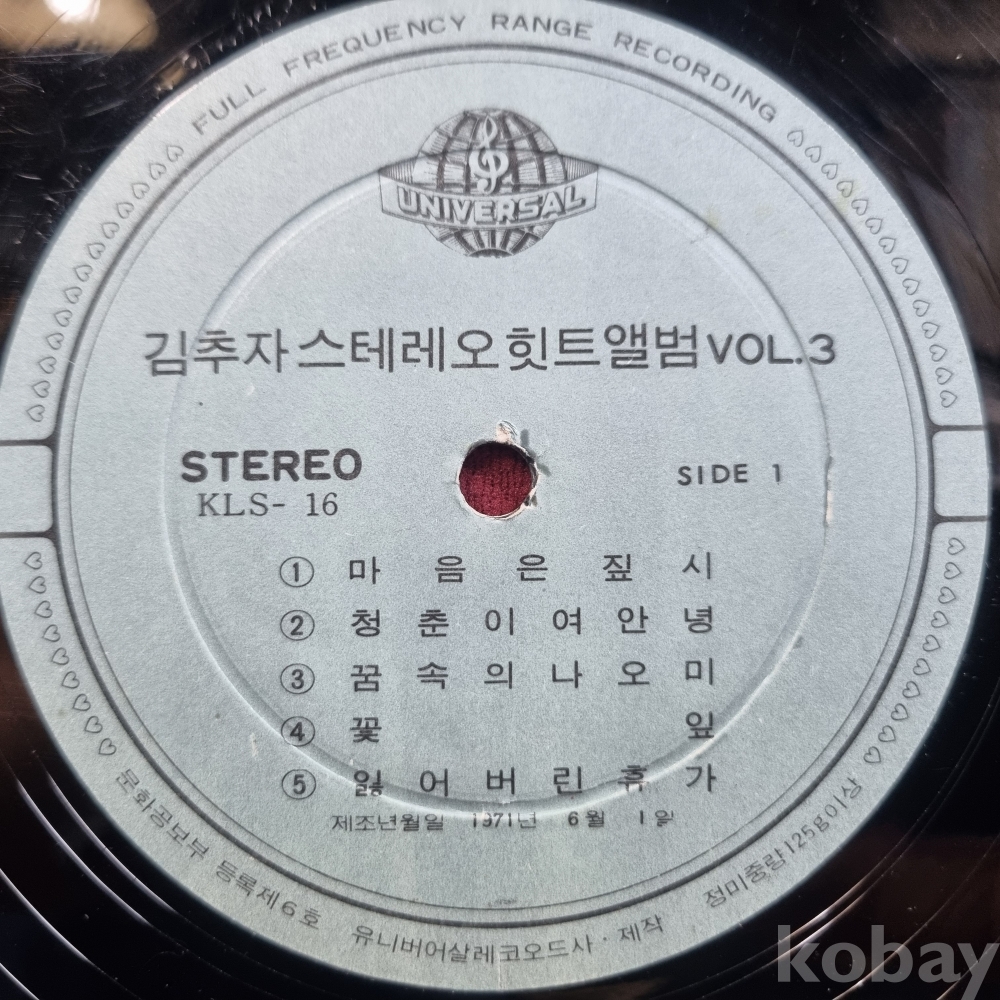 FULL FREQUENCY RANGE RECORDING
UNIVERSAL
김추자스테레오힛트앨범VOL.3
STEREO
SIDE 1
KLS- 16
① 마음은짚시
② 청춘이여안녕
③ 꿈속의나오미
④ 꽃잎
⑤ 잃어버린휴가
제조년월일 1971년 6월 1일
문화공보부 등록제6호 유니버어살레코오드사·제작 정미중량125g이상
kobay